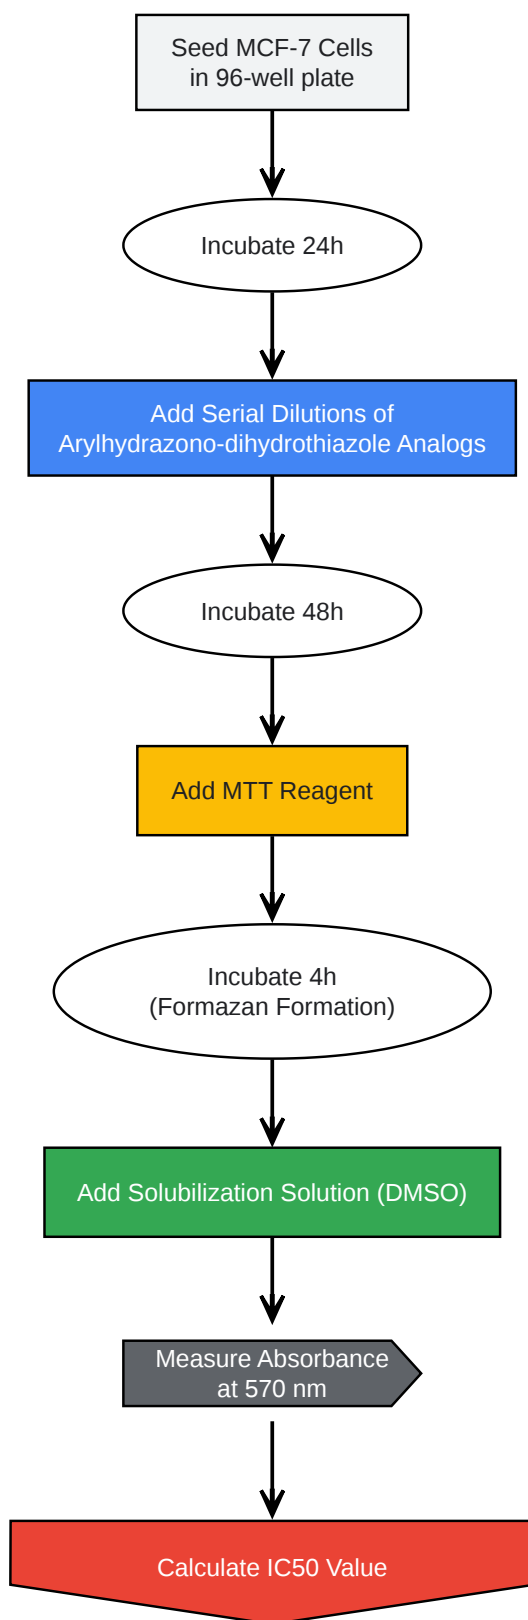 Seed MCF-7 Cells
in 96-well plate
Incubate 24h
Add Serial Dilutions of
Arylhydrazono-dihydrothiazole Analogs
Incubate 48h
Add MTT Reagent
Incubate 4h
(Formazan Formation)
Add Solubilization Solution (DMSO)
Measure Absorbance
at 570 nm
Calculate IC50 Value